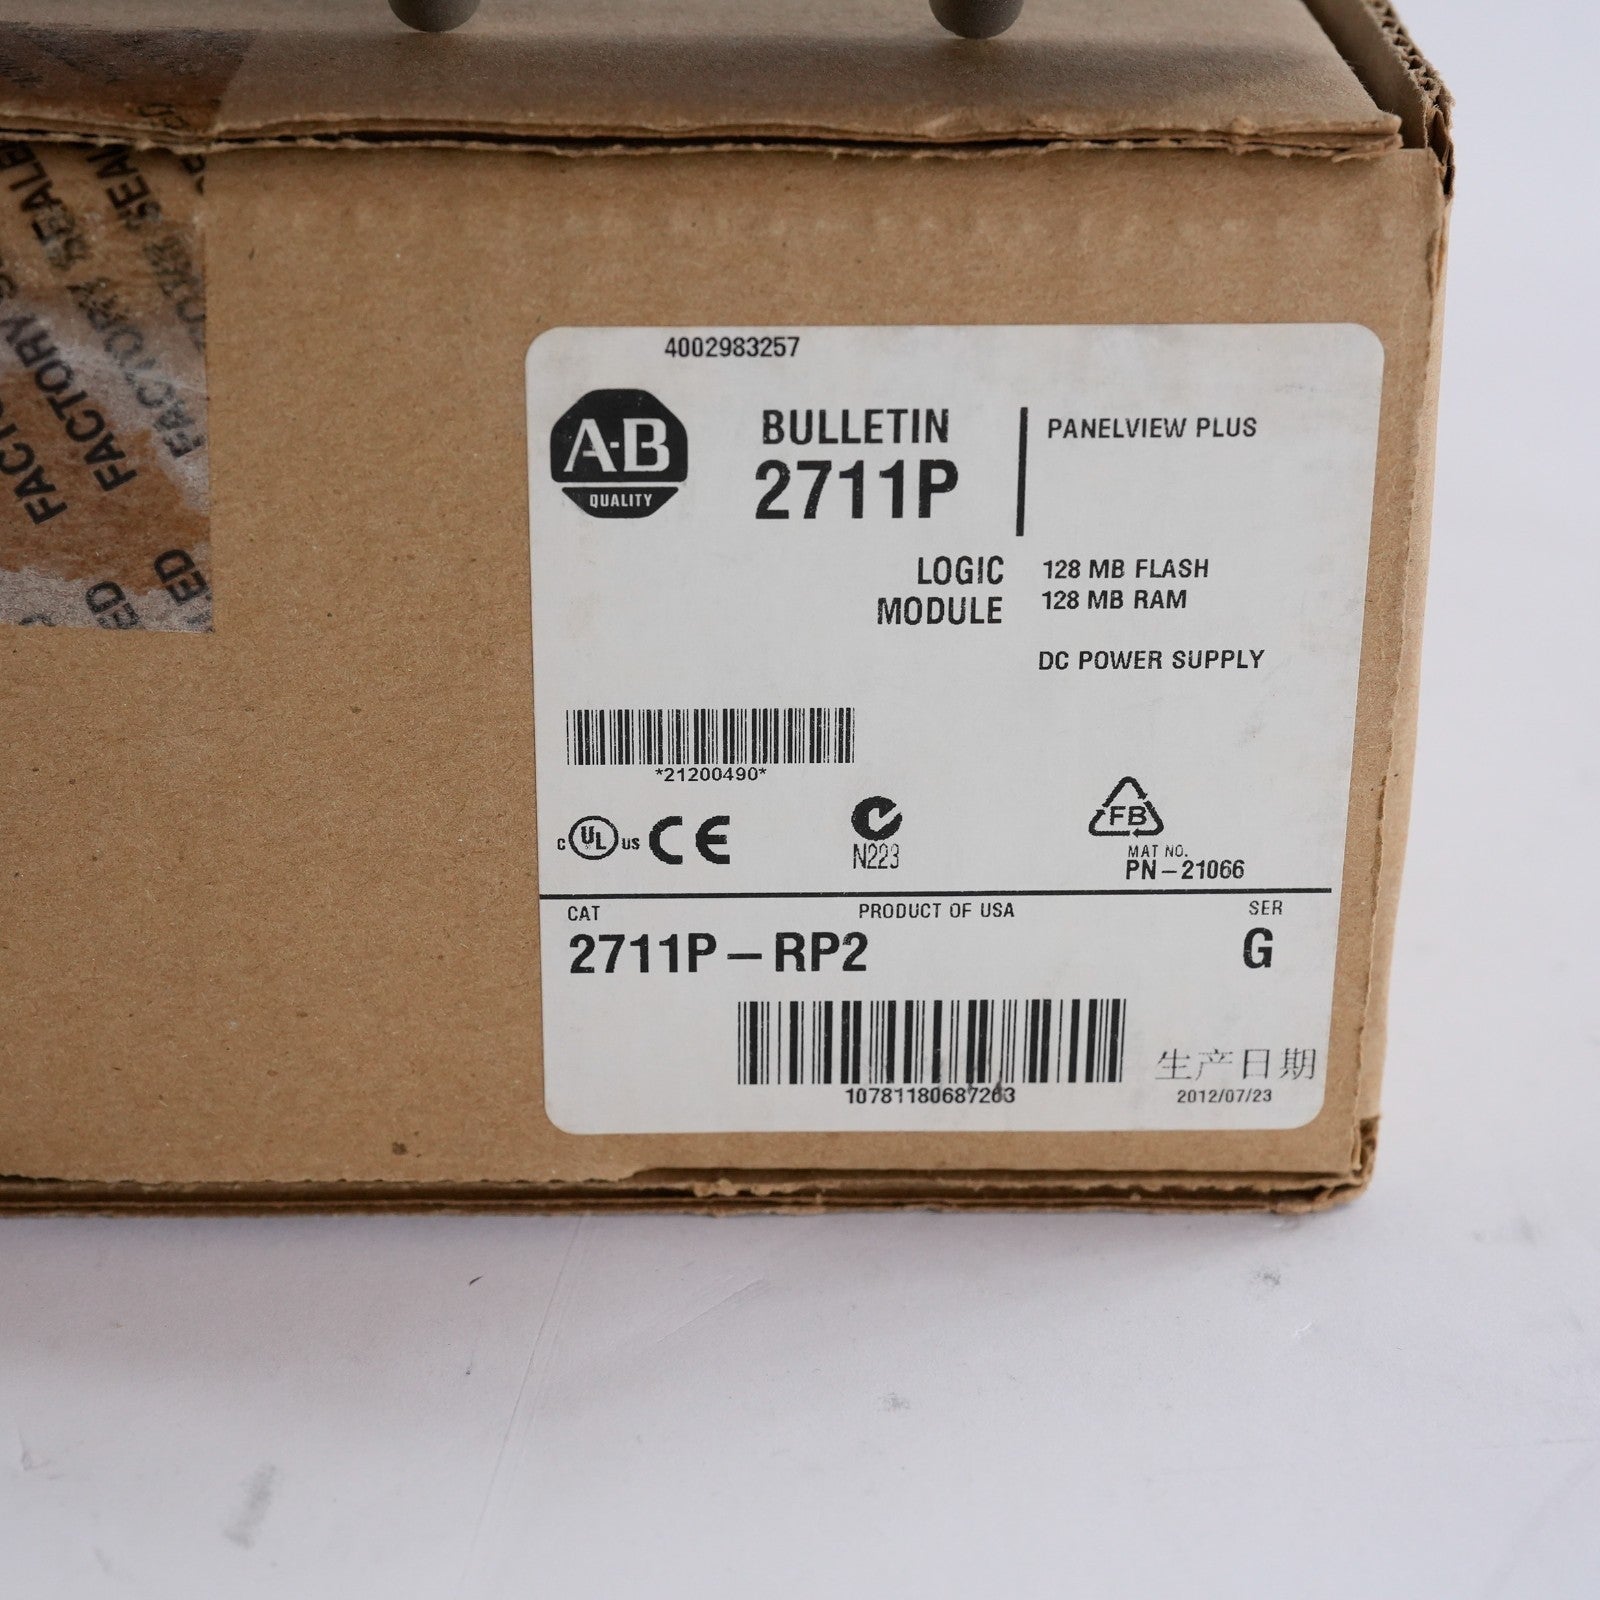 FACTORY SEALED
FACTORY SEALED
FACTORY
4002983257
A-B
QUALITY
BULLETIN
2711P
PANELVIEW PLUS
LOGIC
MODULE
128 MB FLASH
128 MB RAM
DC POWER SUPPLY
*21200490*
C UL US CE
N223
FB
MAT NO.
PN-21066
CAT
PRODUCT OF USA
SER
2711P-RP2
G
10781180687263
生产日期
2012/07/23